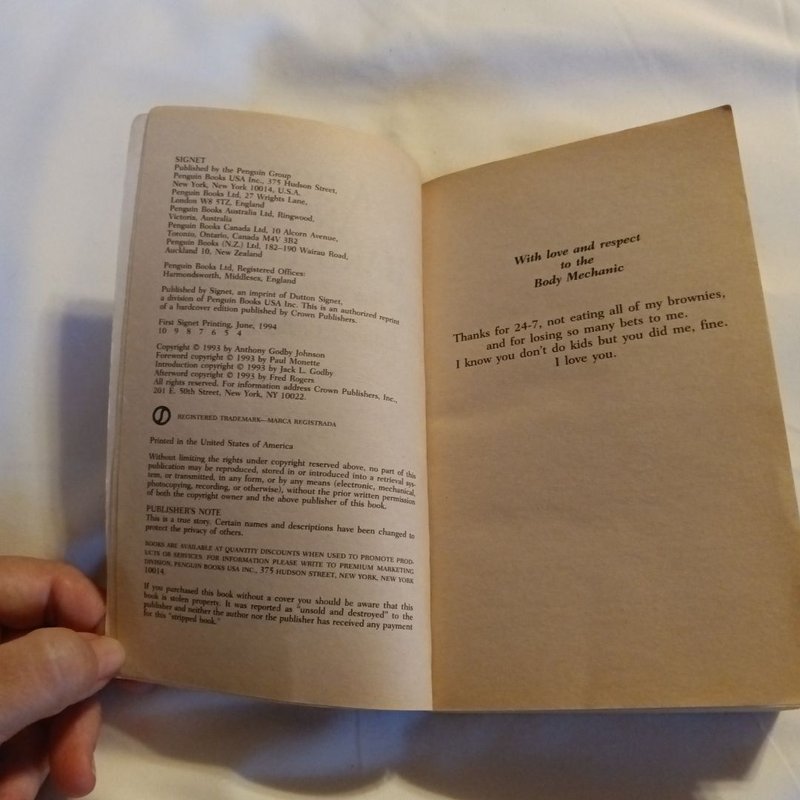 SIGNET
Published by the Penguin Group
Penguin Books USA Inc., 375 Hudson Street,
New York, New York 10014, U.S.A.
Penguin Books Ltd, 27 Wrights Lane,
London W8 5TZ, England
Penguin Books Australia Ltd, Ringwood,
Victoria, Australia
Penguin Books Canada Ltd, 10 Alcorn Avenue,
Toronto, Ontario, Canada M4V 3B2
Penguin Books (N.Z.) Ltd, 182–190 Wairau Road,
Auckland 10, New Zealand
Penguin Books Ltd, Registered Offices:
Harmondsworth, Middlesex, England
Published by Signet, an imprint of Dutton Signet,
a division of Penguin Books USA Inc. This is an authorized reprint
of a hardcover edition published by Crown Publishers.
First Signet Printing, June, 1994
10 9 8 7 6 5 4
Copyright © 1993 by Anthony Godby Johnson
Foreword copyright © 1993 by Paul Monette
Introduction copyright © 1993 by Jack L. Godby
Afterword copyright © 1993 by Fred Rogers
All rights reserved. For information address Crown Publishers, Inc.,
201 E. 50th Street, New York, NY 10022.
REGISTERED TRADEMARK—MARCA REGISTRADA
Printed in the United States of America
Without limiting the rights under copyright reserved above, no part of this
publication may be reproduced, stored in or introduced into a retrieval sys-
tem, or transmitted, in any form, or by any means (electronic, mechanical,
photocopying, recording, or otherwise), without the prior written permission
of both the copyright owner and the above publisher of this book.
PUBLISHER'S NOTE
This is a true story. Certain names and descriptions have been changed to
protect the privacy of others.
BOOKS ARE AVAILABLE AT QUANTITY DISCOUNTS WHEN USED TO PROMOTE PROD-
UCTS OR SERVICES. FOR INFORMATION PLEASE WRITE TO PREMIUM MARKETING
DIVISION, PENGUIN BOOKS USA INC., 375 HUDSON STREET, NEW YORK, NEW YORK
10014.
If you purchased this book without a cover you should be aware that this
book is stolen property. It was reported as "unsold and destroyed" to the
publisher and neither the author nor the publisher has received any payment
for this "stripped book."
With love and respect
to the
Body Mechanic
Thanks for 24-7, not eating all of my brownies,
and for losing so many bets to me.
I know you don't do kids but you did me, fine.
I love you.